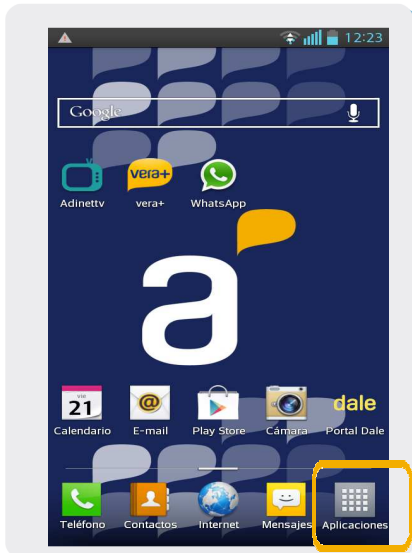 12:23
Google
vera+
Adinettv vera+ WhatsApp
a
vie
21
@
dale
Calendario E-mail Play Store Cámara Portal Dale
Teléfono Contactos Internet Mensajes Aplicaciones